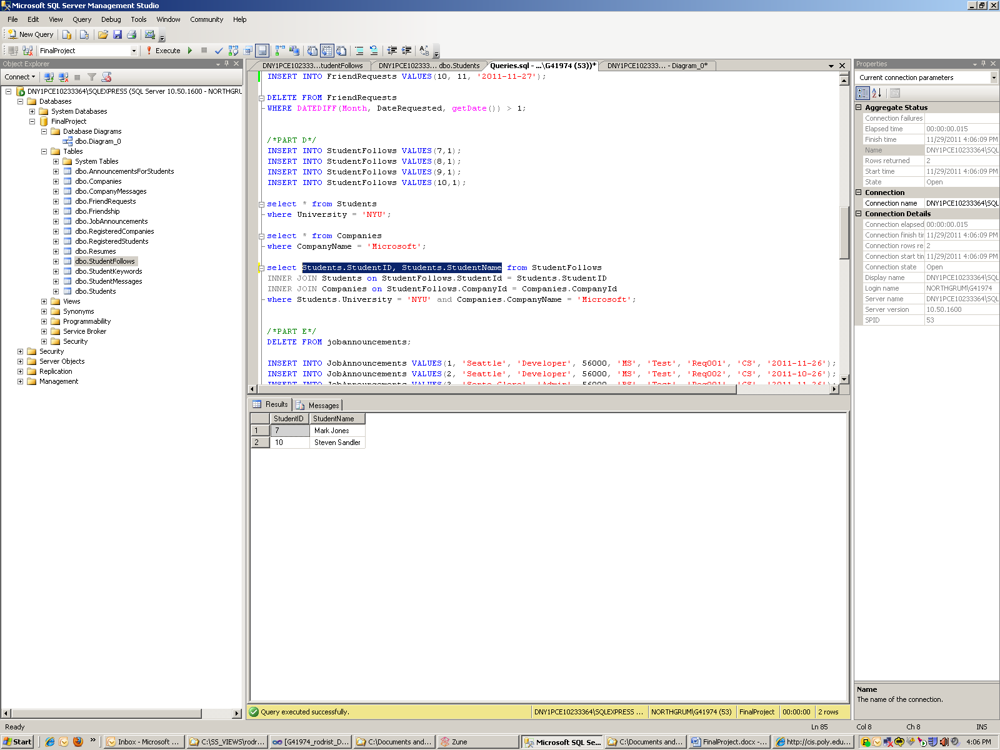 Microsoft SQL Server Management Studio
File Edit View Query Debug Tools Window Community Help
New Query
FinalProject Execute
Object Explorer
Connect
DNY1PCE10233364\SQLEXPRESS (SQL Server 10.50.1600 - NORTHGRU
Databases
System Databases
FinalProject
Database Diagrams
dbo.Diagram_0
Tables
System Tables
dbo.AnnouncementsForStudents
dbo.Companies
dbo.CompanyMessages
dbo.FriendRequests
dbo.Friendship
dbo.JobAnnouncements
dbo.RegisteredCompanies
dbo.RegisteredStudents
dbo.Resumes
dbo.StudentFollows
dbo.StudentKeywords
dbo.StudentMessages
dbo.Students
Views
Synonyms
Programmability
Service Broker
Security
Security
Server Objects
Replication
Management
DNY1PCE102333...tudentFollows DNY1PCE102333... dbo.Students Queries.sql - ...\G41974 (53))* DNY1PCE102333... - Diagram_0*
INSERT INTO FriendRequests VALUES(10, 11, '2011-11-27');
DELETE FROM FriendRequests
WHERE DATEDIFF(Month, DateRequested, getDate()) > 1;
/*PART D*/
INSERT INTO StudentFollows VALUES(7,1);
INSERT INTO StudentFollows VALUES(8,1);
INSERT INTO StudentFollows VALUES(9,1);
INSERT INTO StudentFollows VALUES(10,1);
select * from Students
where University = 'NYU';
select * from Companies
where CompanyName = 'Microsoft';
select Students.StudentID, Students.StudentName from StudentFollows
INNER JOIN Students on StudentFollows.StudentId = Students.StudentID
INNER JOIN Companies on StudentFollows.CompanyId = Companies.CompanyId
where Students.University = 'NYU' and Companies.CompanyName = 'Microsoft';
/*PART E*/
DELETE FROM jobannouncements;
INSERT INTO JobAnnouncements VALUES(1, 'Seattle', 'Developer', 56000, 'MS', 'Test', 'Req001', 'CS', '2011-11-26');
INSERT INTO JobAnnouncements VALUES(2, 'Seattle', 'Developer', 56000, 'MS', 'Test', 'Req002', 'CS', '2011-10-26');
INSERT INTO JobAnnouncements VALUES(3, 'Santa Clara', 'Admin', 56000, 'BS', 'Test', 'Req001', 'CS', '2011-11-26');
Results Messages
StudentID StudentName
1 7 Mark Jones
2 10 Steven Sandler
Query executed successfully. DNY1PCE10233364\SQLEXPRESS ... NORTHGRUM\G41974 (53) FinalProject 00:00:00 2 rows
Properties
Current connection parameters
Aggregate Status
Connection failures
Elapsed time 00:00:00.015
Finish time 11/29/2011 4:06:09 PM
Name DNY1PCE10233364\SQL
Rows returned 2
Start time 11/29/2011 4:06:09 PM
State Open
Connection
Connection name DNY1PCE10233364\SQL
Connection Details
Connection elapsed 00:00:00.015
Connection finish tir 11/29/2011 4:06:09 PM
Connection rows re 2
Connection start tin 11/29/2011 4:06:09 PM
Connection state Open
Display name DNY1PCE10233364\SQL
Login name NORTHGRUM\G41974
Server name DNY1PCE10233364\SQL
Server version 10.50.1600
SPID 53
Name
The name of the connection.
Ready Ln 85 Col 8 Ch 8 INS
Start Inbox - Microsoft ... C:\SS_VIEWS\rodr... [G41974_rodrist_D... C:\Documents and... Zune Microsoft SQL Se... C:\Documents and... FinalProject.docx -... http://cis.poly.edu... 4:06 PM